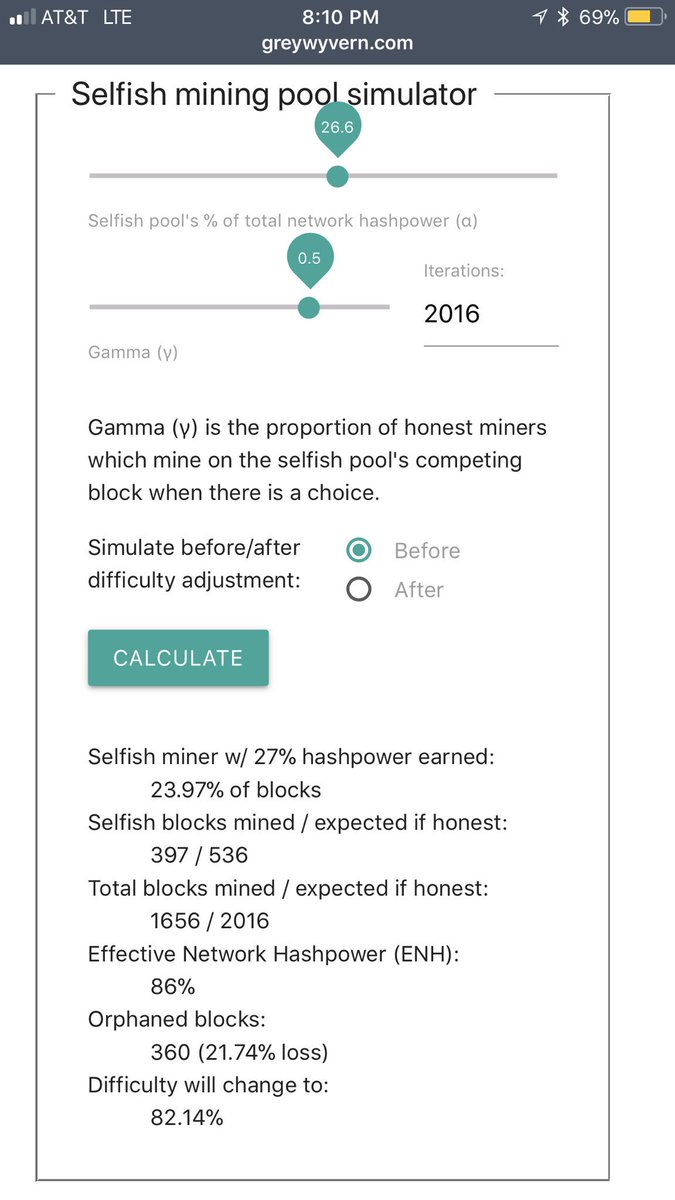 AT&T LTE 8:10 PM 69%
greywyvern.com
Selfish mining pool simulator
26.6
Selfish pool's % of total network hashpower (α)
0.5
Iterations:
2016
Gamma (γ)
Gamma (γ) is the proportion of honest miners
which mine on the selfish pool's competing
block when there is a choice.
Simulate before/after
difficulty adjustment:
Before
After
CALCULATE
Selfish miner w/ 27% hashpower earned:
23.97% of blocks
Selfish blocks mined / expected if honest:
397 / 536
Total blocks mined / expected if honest:
1656 / 2016
Effective Network Hashpower (ENH):
86%
Orphaned blocks:
360 (21.74% loss)
Difficulty will change to:
82.14%